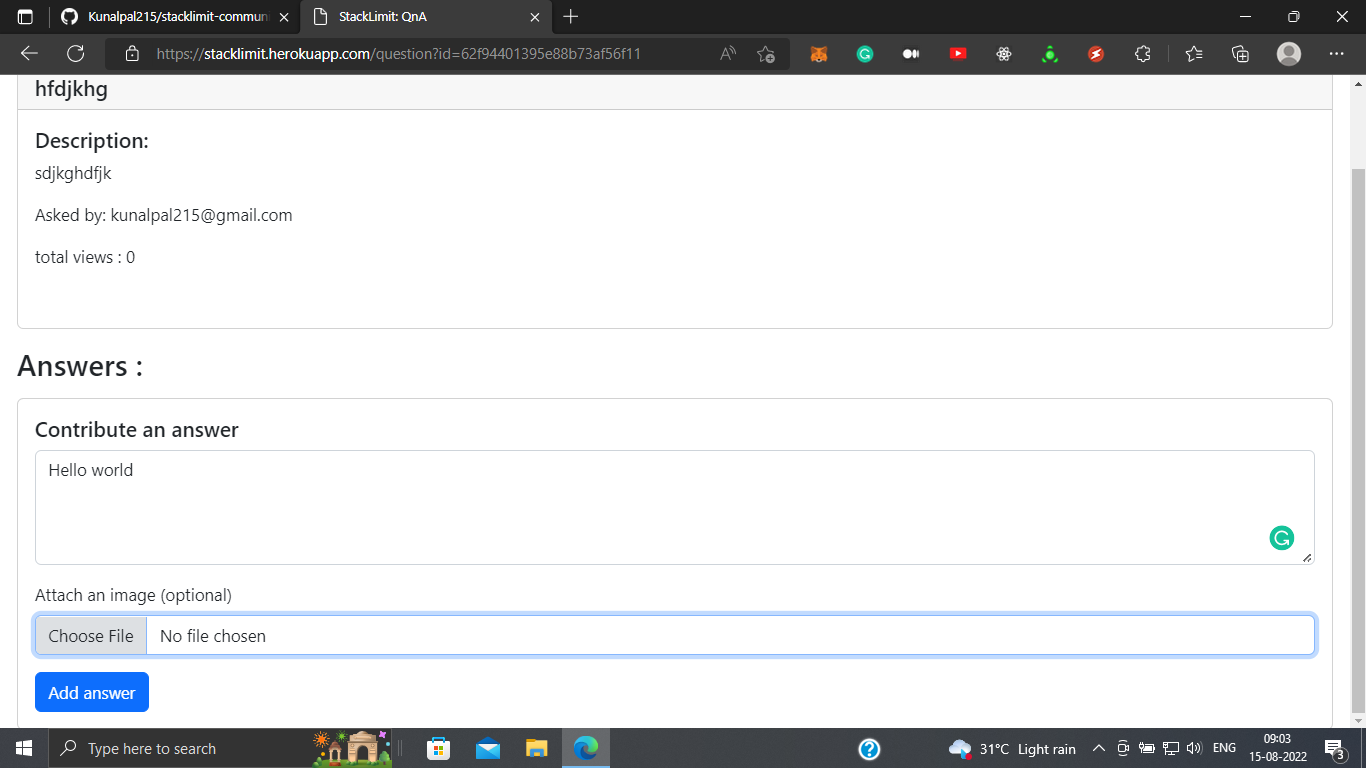 Kunalpal215/stacklimit-commun
StackLimit: QnA
https://stacklimit.herokuapp.com/question?id=62f94401395e88b73af56f11
hfdjkhg
Description:
sdjkghdfjk
Asked by: kunalpal215@gmail.com
total views : 0
Answers :
Contribute an answer
Hello world
Attach an image (optional)
Choose File No file chosen
Add answer
Type here to search
31°C Light rain
ENG
09:03
15-08-2022
3